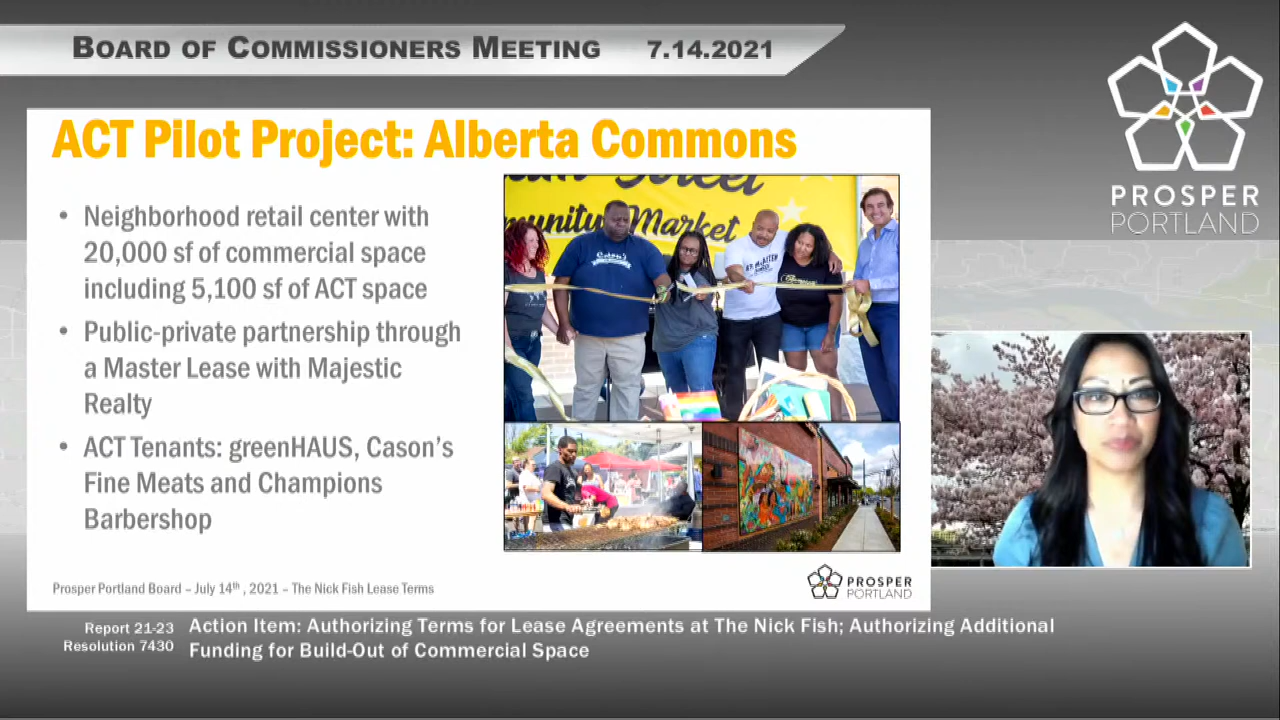 BOARD OF COMMISSIONERS MEETING 7.14.2021
PROSPER
PORTLAND
ACT Pilot Project: Alberta Commons
• Neighborhood retail center with
20,000 sf of commercial space
including 5,100 sf of ACT space
• Public-private partnership through
a Master Lease with Majestic
Realty
• ACT Tenants: greenHAUS, Cason's
Fine Meats and Champions
Barbershop
Street
Market
Cason's
Prosper Portland Board – July 14th , 2021 – The Nick Fish Lease Terms
PROSPER
PORTLAND
Report 21-23
Resolution 7430
Action Item: Authorizing Terms for Lease Agreements at The Nick Fish; Authorizing Additional
Funding for Build-Out of Commercial Space